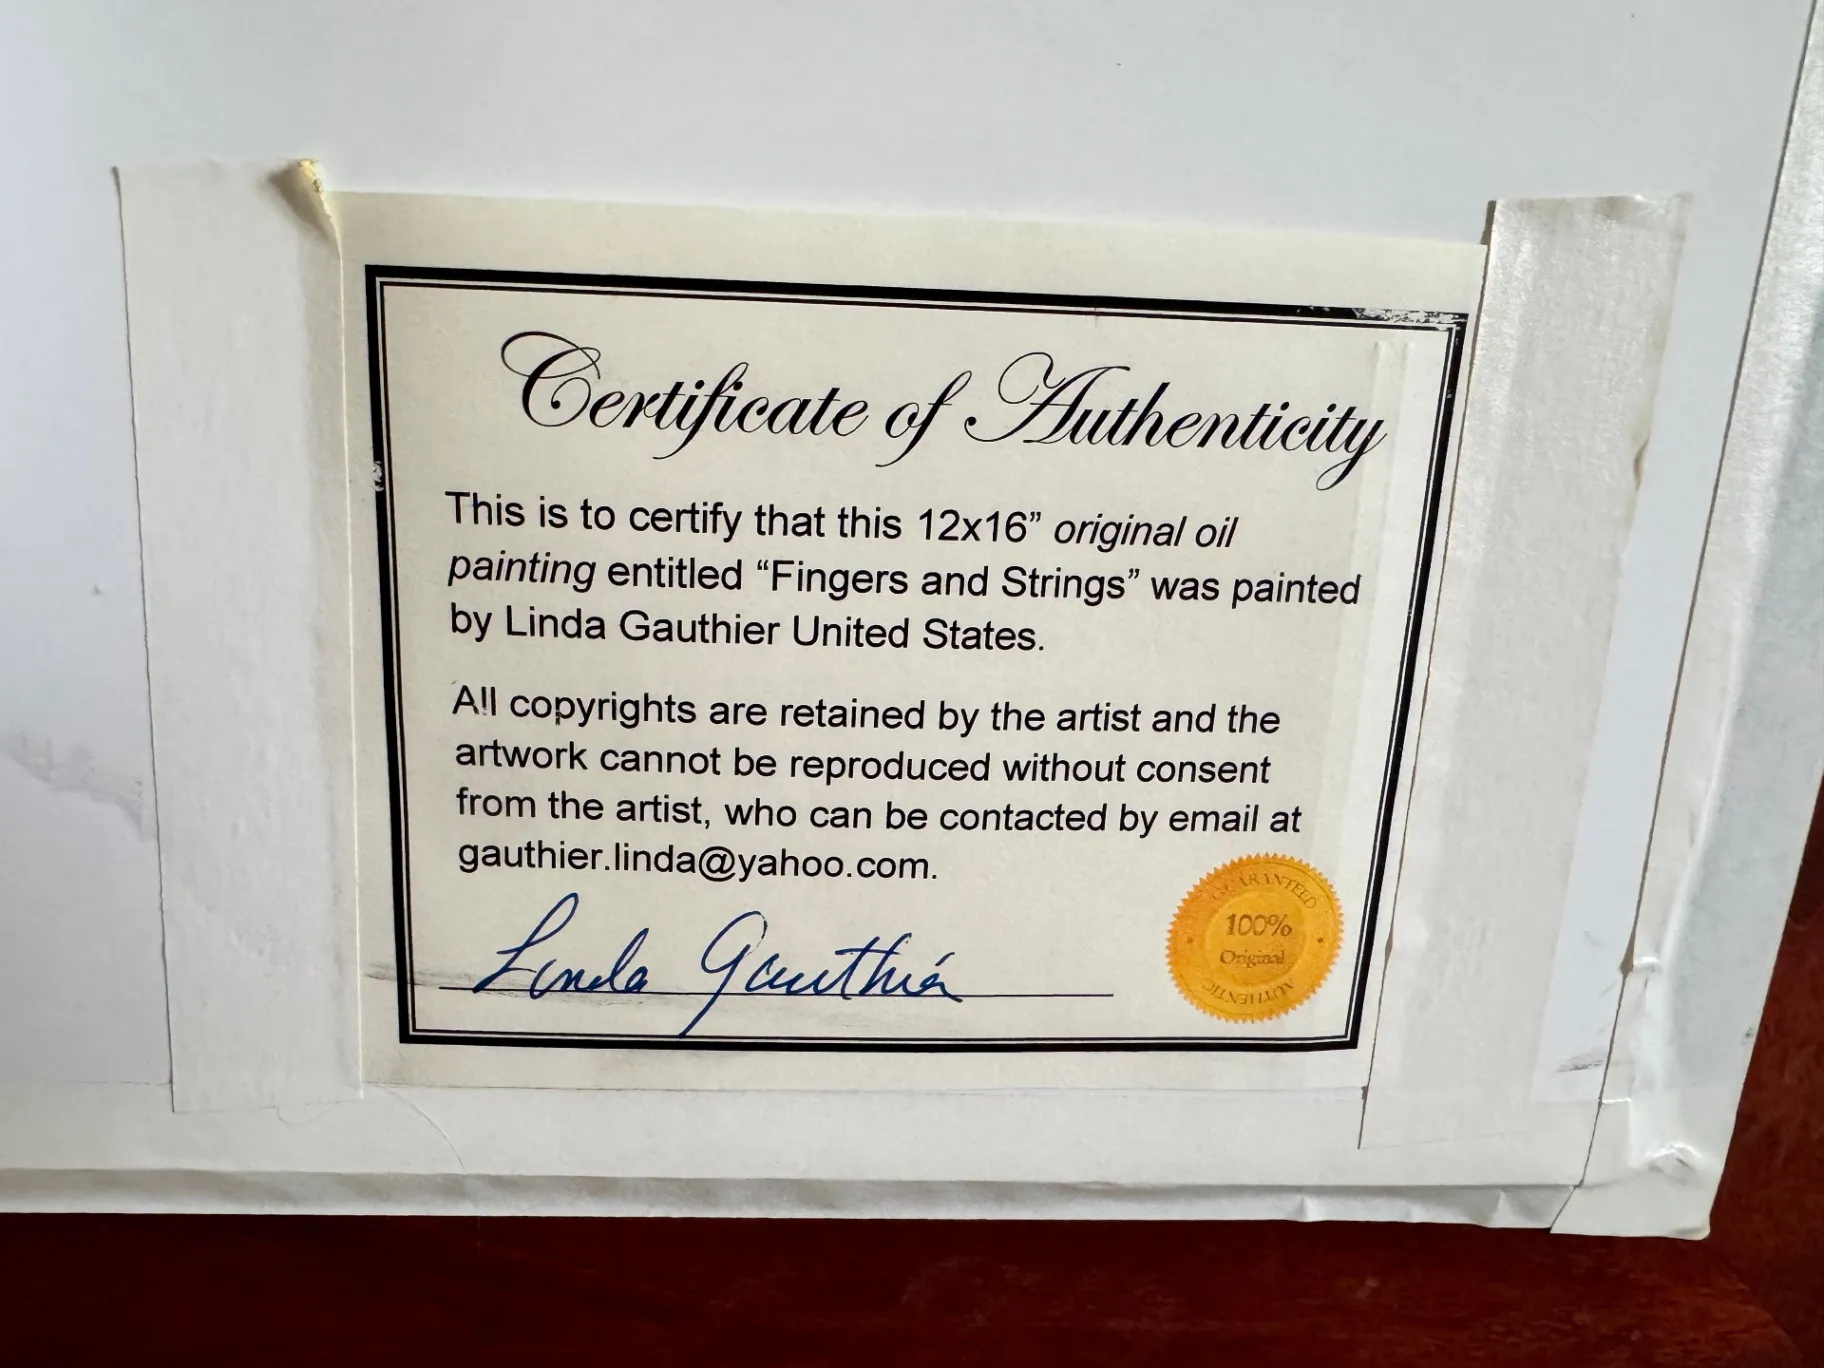 Certificate of Authenticity
This is to certify that this 12x16” original oil
painting entitled “Fingers and Strings” was painted
by Linda Gauthier United States.
All copyrights are retained by the artist and the
artwork cannot be reproduced without consent
from the artist, who can be contacted by email at
gauthier.linda@yahoo.com.
Linda Gauthier
GUARANTEED
100%
Original
AUTHENTIC